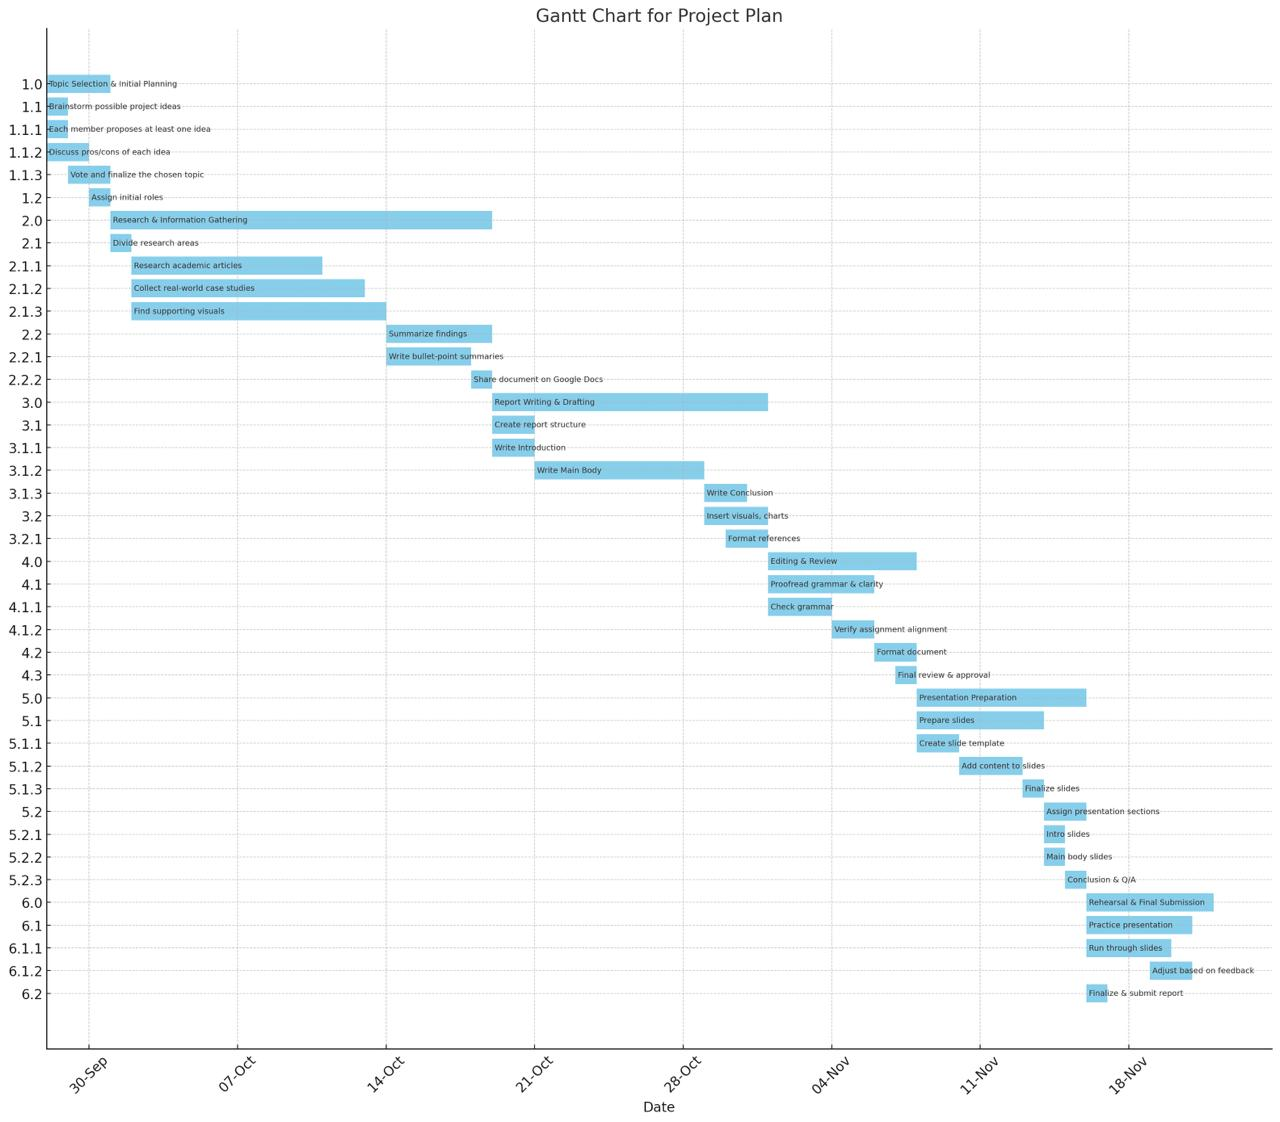 Gantt Chart for Project Plan
1.0 Topic Selection & Initial Planning
1.1 Brainstorm possible project ideas
1.1.1 Each member proposes at least one idea
1.1.2 Discuss pros/cons of each idea
1.1.3 Vote and finalize the chosen topic
1.2 Assign initial roles
2.0 Research & Information Gathering
2.1 Divide research areas
2.1.1 Research academic articles
2.1.2 Collect real-world case studies
2.1.3 Find supporting visuals
2.2 Summarize findings
2.2.1 Write bullet-point summaries
2.2.2 Share document on Google Docs
3.0 Report Writing & Drafting
3.1 Create report structure
3.1.1 Write Introduction
3.1.2 Write Main Body
3.1.3 Write Conclusion
3.2 Insert visuals, charts
3.2.1 Format references
4.0 Editing & Review
4.1 Proofread grammar & clarity
4.1.1 Check grammar
4.1.2 Verify assignment alignment
4.2 Format document
4.3 Final review & approval
5.0 Presentation Preparation
5.1 Prepare slides
5.1.1 Create slide template
5.1.2 Add content to slides
5.1.3 Finalize slides
5.2 Assign presentation sections
5.2.1 Intro slides
5.2.2 Main body slides
5.2.3 Conclusion & Q/A
6.0 Rehearsal & Final Submission
6.1 Practice presentation
6.1.1 Run through slides
6.1.2 Adjust based on feedback
6.2 Finalize & submit report
30-Sep 07-Oct 14-Oct 21-Oct 28-Oct 04-Nov 11-Nov 18-Nov
Date